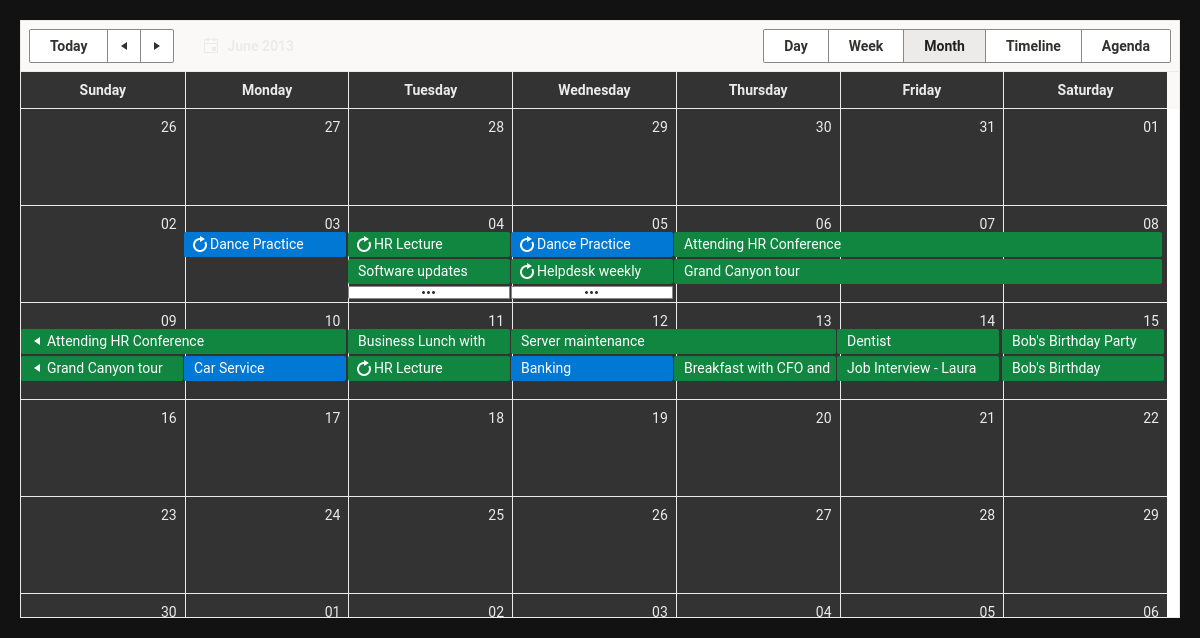 Today June 2013 Day Week Month Timeline Agenda
Sunday Monday Tuesday Wednesday Thursday Friday Saturday
26 27 28 29 30 31 01
02 03 04 05 06 07 08
Dance Practice HR Lecture Dance Practice Attending HR Conference
Software updates Helpdesk weekly Grand Canyon tour
09 10 11 12 13 14 15
Attending HR Conference Business Lunch with Server maintenance Dentist Bob's Birthday Party
Grand Canyon tour Car Service HR Lecture Banking Breakfast with CFO and Job Interview - Laura Bob's Birthday
16 17 18 19 20 21 22
23 24 25 26 27 28 29
30 01 02 03 04 05 06